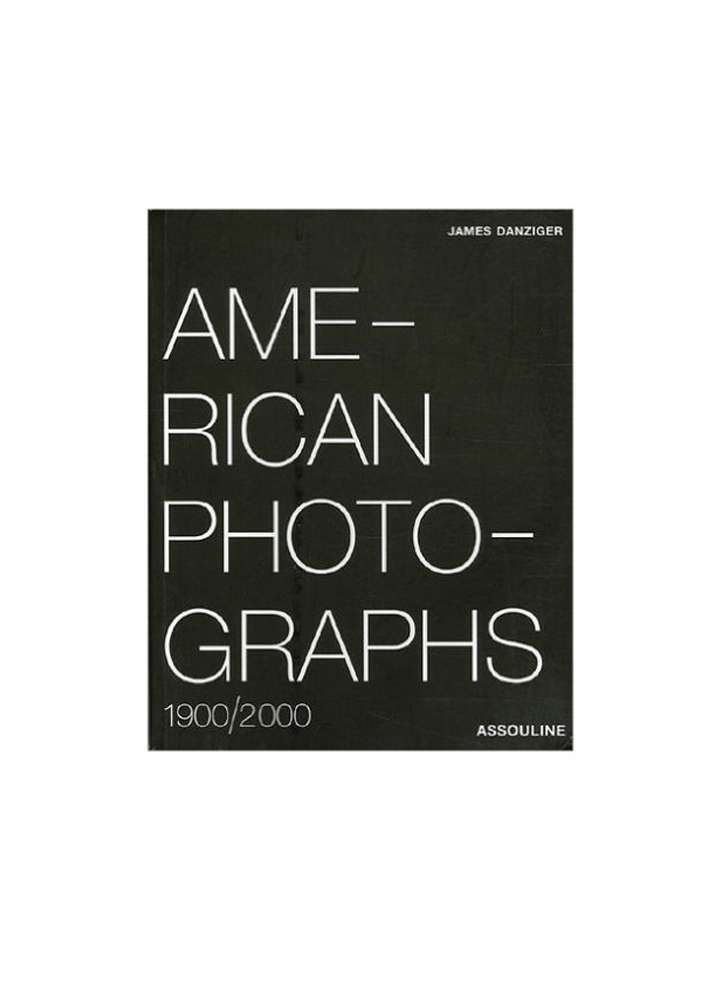 JAMES DANZIGER
AME–
RICAN
PHOTO–
GRAPHS
1900/2000
ASSOULINE